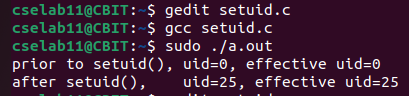 cselab11@CBIT:~$ gedit setuid.c
cselab11@CBIT:~$ gcc setuid.c
cselab11@CBIT:~$ sudo ./a.out
prior to setuid(), uid=0, effective uid=0
after setuid(),    uid=25, effective uid=25